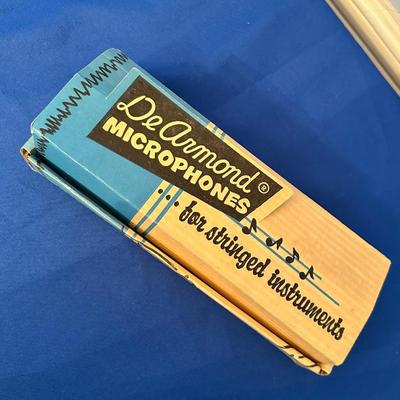 DeArmond ®
MICROPHONES
for stringed instruments